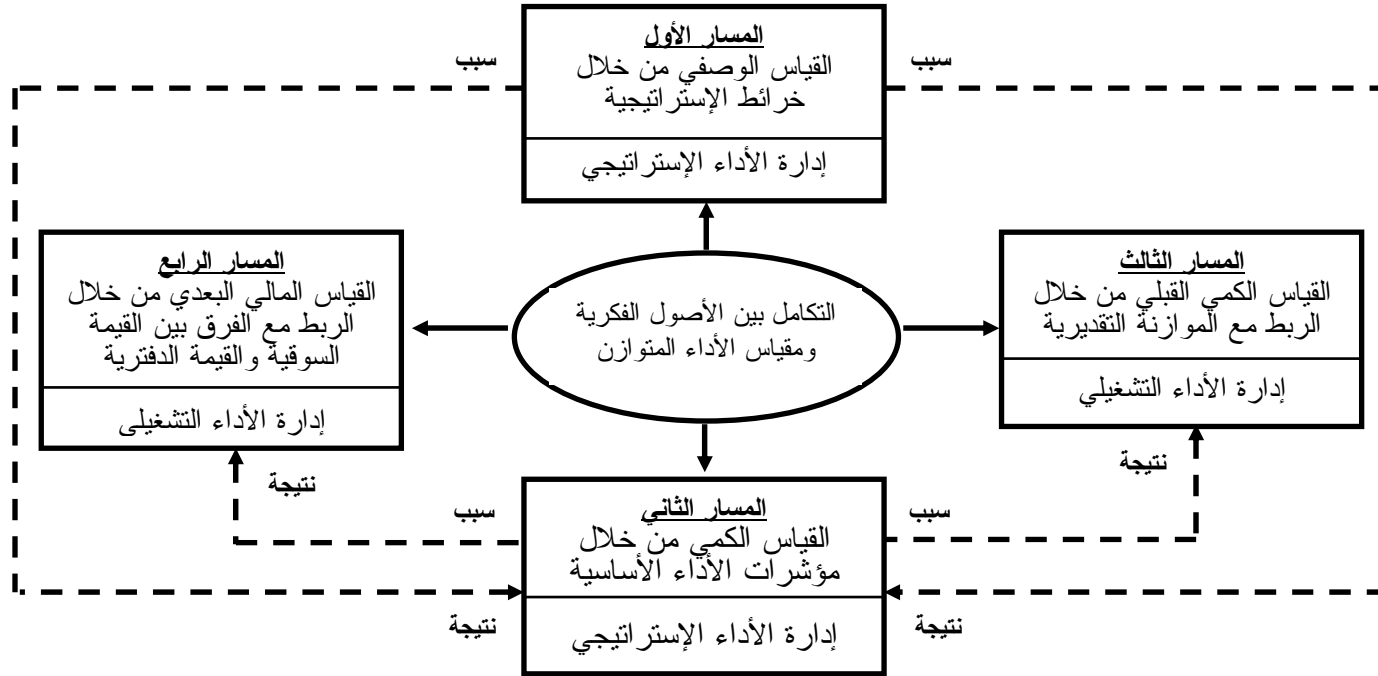 المسار الأول
القياس الوصفي من خلال
خرائط الإستراتيجية
إدارة الأداء الإستراتيجي
سبب
سبب
المسار الثالث
القياس الكمي القبلي من خلال
الربط مع الموازنة التقديرية
إدارة الأداء التشغيلي
التكامل بين الأصول الفكرية
ومقياس الأداء المتوازن
المسار الرابع
القياس المالي البعدي من خلال
الربط مع الفرق بين القيمة
السوقية والقيمة الدفترية
إدارة الأداء التشغيلى
نتيجة
نتيجة
سبب
سبب
المسار الثاني
القياس الكمي من خلال
مؤشرات الأداء الأساسية
إدارة الأداء الإستراتيجي
نتيجة
نتيجة